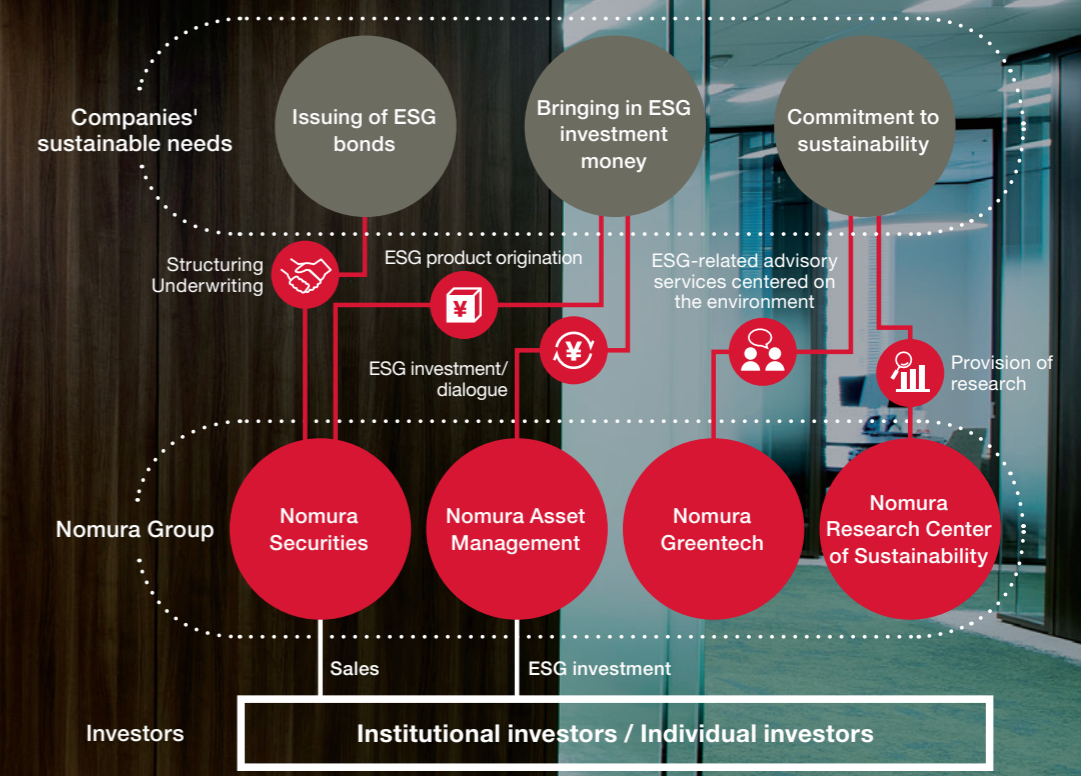 Companies'
sustainable needs
Issuing of ESG
bonds
Bringing in ESG
investment
money
Commitment to
sustainability
Structuring
Underwriting
ESG product origination
¥
ESG investment/
dialogue
¥
ESG-related advisory
services centered on
the environment
Provision of
research
Nomura Group
Nomura
Securities
Nomura Asset
Management
Nomura
Greentech
Nomura
Research Center
of Sustainability
Sales
ESG investment
Investors
Institutional investors / Individual investors